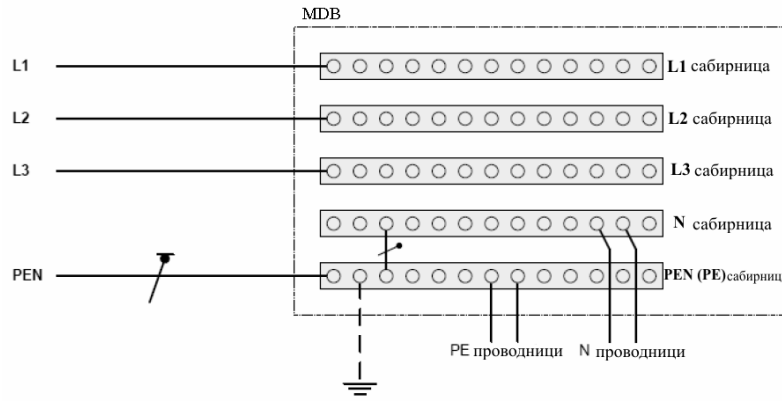 MDB
L1
L1 сабирница
L2
L2 сабирница
L3
L3 сабирница
N сабирница
PEN
PEN (PE) сабирниц
PE проводници
N проводници